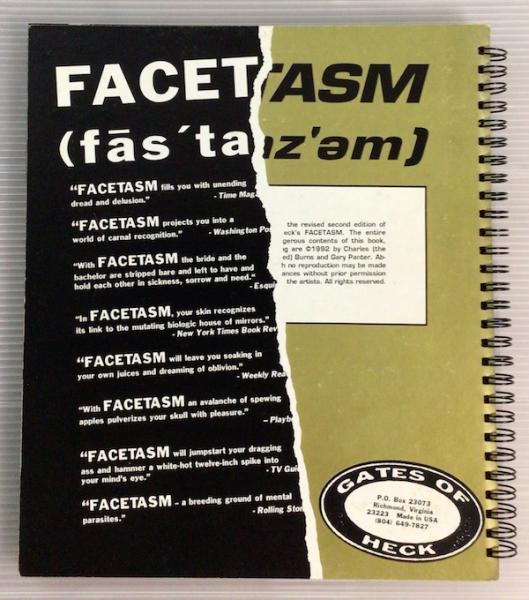 FACETTASM
(fās´tanz'əm)
“FACETASM fills you with unending
dread and delusion.”
- Time Mag
“FACETASM projects you into a
world of carnal recognition.”
- Washington Pos
“With FACETASM the bride and the
bachelor are stripped bare and left to have and
hold each other in sickness, sorrow and need.“
- Esqui
“In FACETASM, your skin recognizes
its link to the mutating biologic house of mirrors.”
- New York Times Book Rev
“FACETASM will leave you soaking in
your own juices and dreaming of oblivion.”
- Weekly Rea
“With FACETASM an avalanche of spewing
apples pulverizes your skull with pleasure.”
– Playbo
“FACETASM will jumpstart your dragging
ass and hammer a white-hot twelve-inch spike into
your mind's eye.”
- TV Guid
“FACETASM – a breeding ground of mental
parasites.”
- Rolling Ston
the revised second edition of
eck's FACETASM. The entire
gerous contents of this book,
ng are ©1992 by Charles (the
ed) Burns and Gary Panter. Ab-
h no reproduction may be made
ances without prior permission
the artists. All rights reserved.
GATES OF
P.O. Box 23073
Richmond, Virginia
23223 Made in USA
(804) 649-7827
HECK